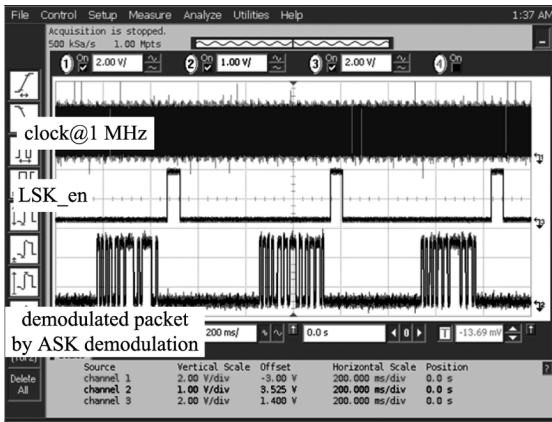 File Control Setup Measure Analyze Utilities Help 1:37 AM
Acquisition is stopped.
500 kSa/s 1.00 Mpts
1 On 2.00 V/ 2 On 1.00 V/ 3 On 2.00 V/ 4 On
clock@1 MHz
LSK_en
demodulated packet
by ASK demodulation
200 ms/ 0.0 s 0 T -13.69 mV
(1of2)
Delete
All
Source Vertical Scale Offset Horizontal Scale Position
channel 1 2.00 V/div -3.00 V 200.000 ms/div 0.0 s
channel 2 1.00 V/div 3.525 V 200.000 ms/div 0.0 s
channel 3 2.00 V/div 1.400 V 200.000 ms/div 0.0 s
?